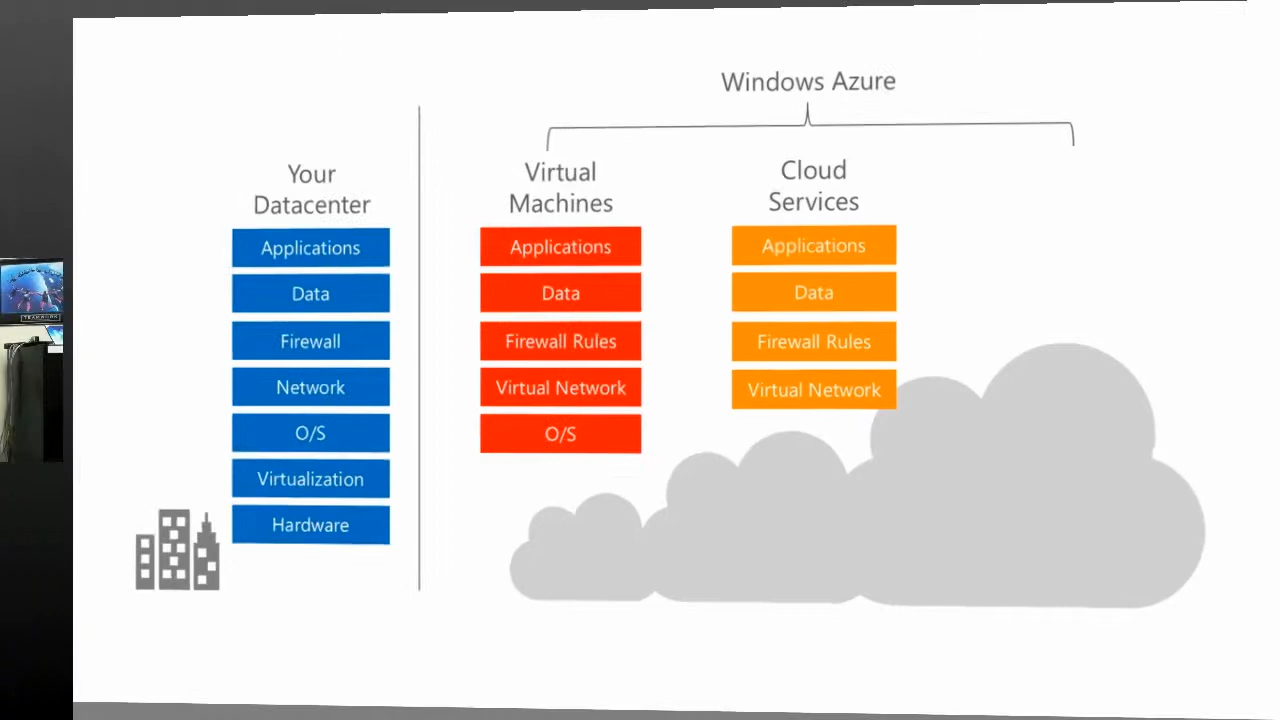 Windows Azure
Your
Datacenter
Applications
Data
Firewall
Network
O/S
Virtualization
Hardware
Virtual
Machines
Applications
Data
Firewall Rules
Virtual Network
O/S
Cloud
Services
Applications
Data
Firewall Rules
Virtual Network
TEAMWORK